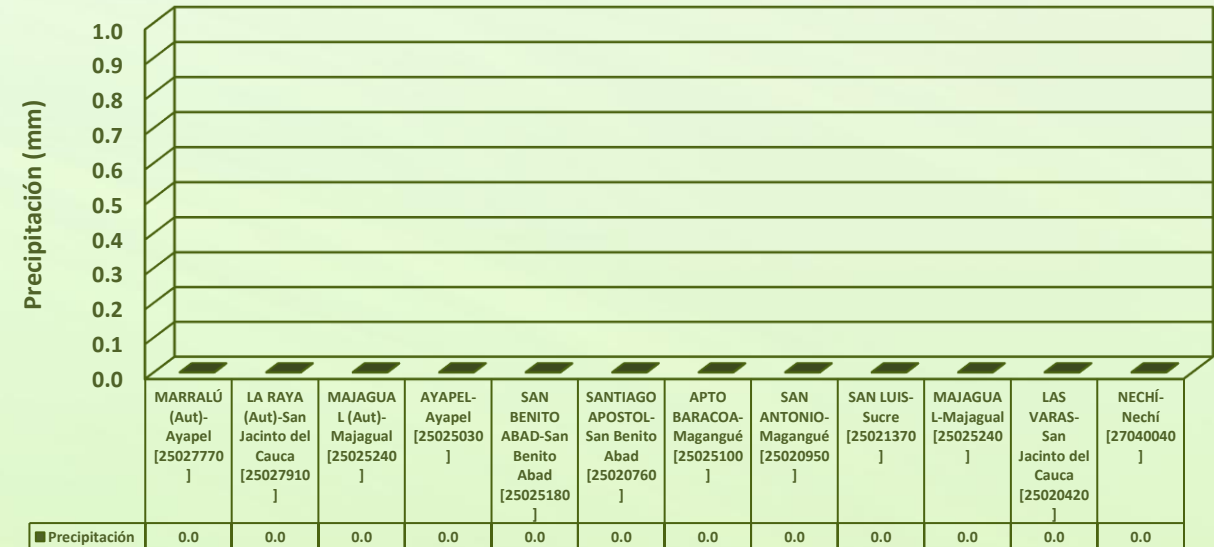 Precipitación (mm)
1.0
0.9
0.8
0.7
0.6
0.5
0.4
0.3
0.2
0.1
0.0
MARRALÚ
(Aut)-
Ayapel
[25027770
]
LA RAYA
(Aut)-San
Jacinto del
Cauca
[25027910
]
MAJAGUA
L (Aut)-
Majagual
[25025240
]
AYAPEL-
Ayapel
[25025030
]
SAN
BENITO
ABAD-San
Benito
Abad
[25025180
]
SANTIAGO
APOSTOL-
San Benito
Abad
[25020760
]
APTO
BARACOA-
Magangué
[25025100
]
SAN
ANTONIO-
Magangué
[25020950
]
SAN LUIS-
Sucre
[25021370
]
MAJAGUA
L-Majagual
[25025240
]
LAS
VARAS-
San
Jacinto del
Cauca
[25020420
]
NECHÍ-
Nechí
[27040040
]
Precipitación 0.0 0.0 0.0 0.0 0.0 0.0 0.0 0.0 0.0 0.0 0.0 0.0